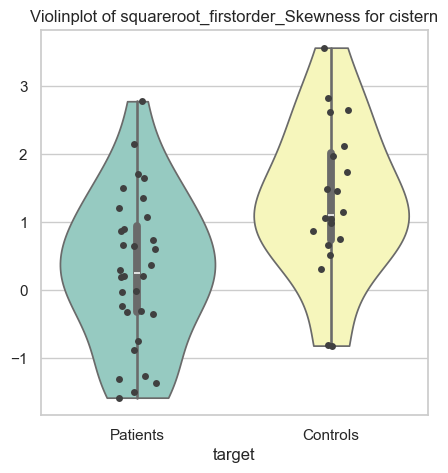 Violinplot of squareroot_firstorder_Skewness for cistern
3
2
1
0
−1
Patients
Controls
target